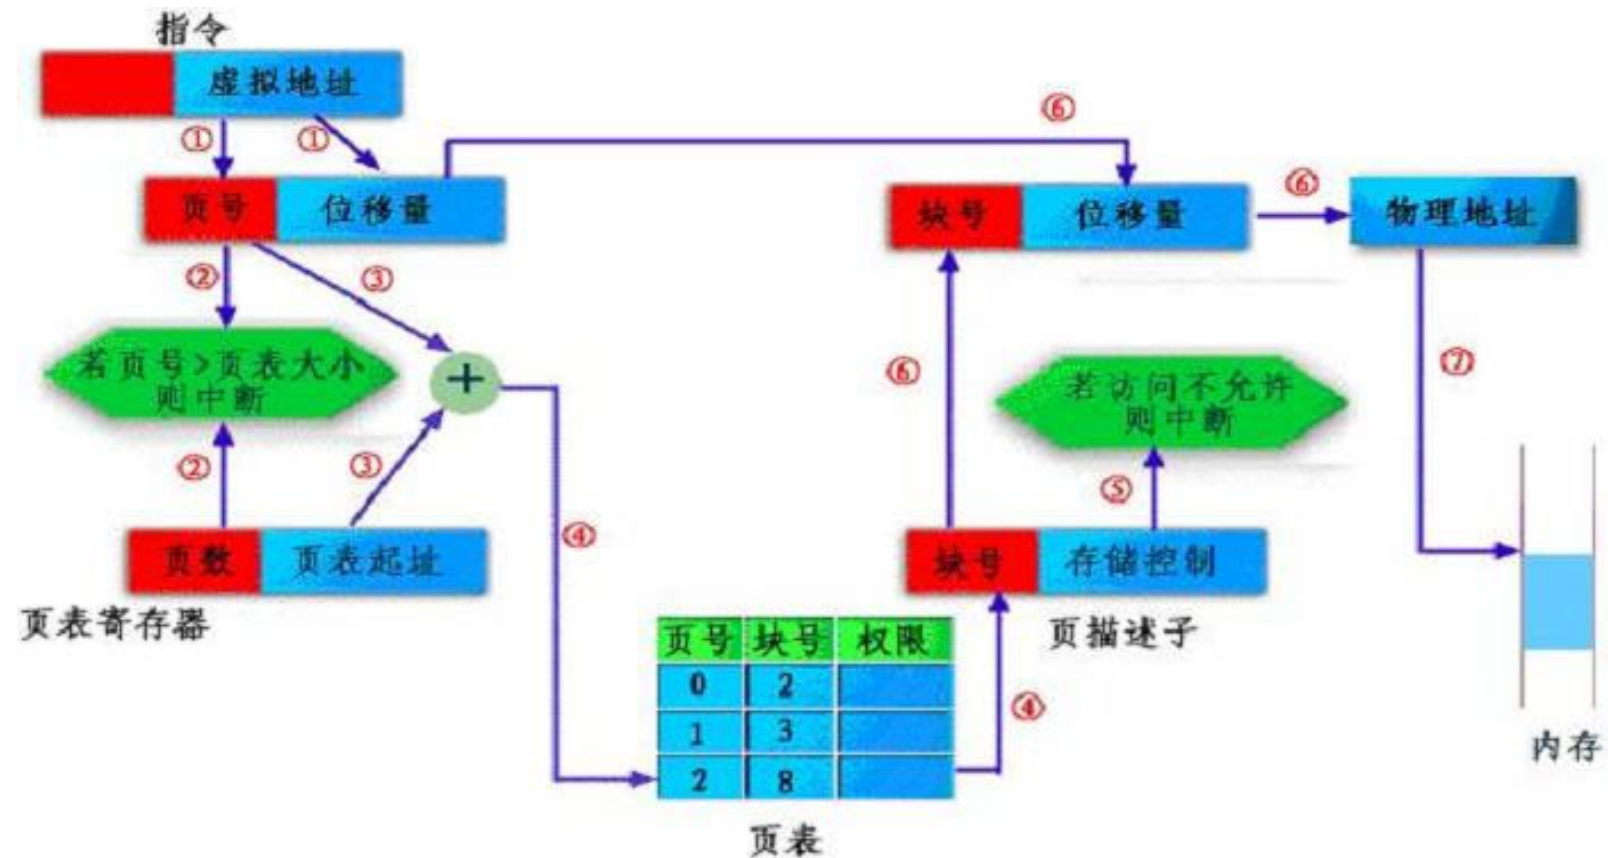 指令
虚拟地址
① ①
⑥
页号 位移量
块号 位移量
⑥
物理地址
② ③
若页号>页表大小
则中断
+
⑥
若访问不允许
则中断
⑦
② ③
⑤
④
页数 页表起址
块号 存储控制
页表寄存器
页描述子
页号 块号 权限
0 2
1 3
2 8
④
内存
页表